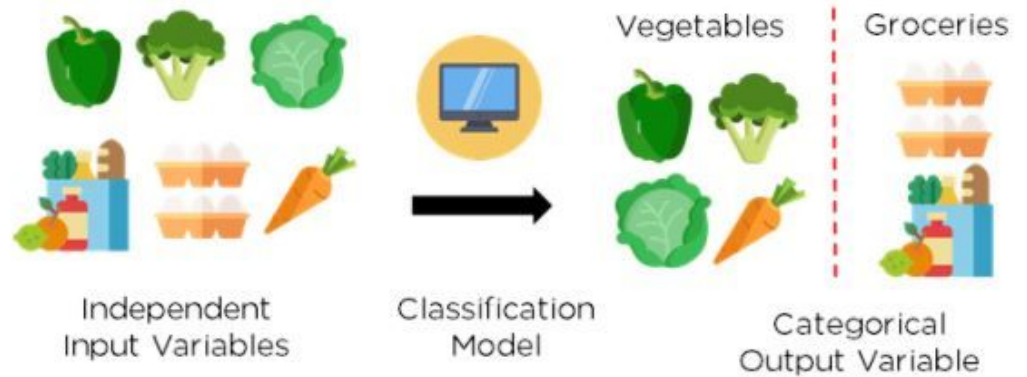 Vegetables
Groceries
Independent
Input Variables
Classification
Model
Categorical
Output Variable